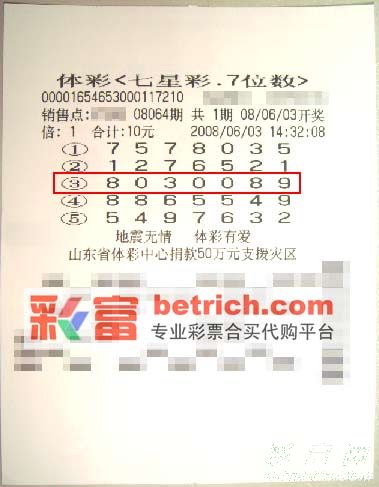 体彩<七星彩.7位数>
00001654653000117210
销售点: 08064期 共 1期 08/06/03开奖
倍: 1 合计:10元 2008/06/03 14:32:08
① 7 5 7 8 0 3 5
② 1 2 7 6 5 2 1
③ 8 0 3 0 0 8 9
④ 8 8 6 5 5 4 9
⑤ 5 4 9 7 6 3 2
地震无情 体彩有爱
山东省体彩中心捐款50万元支援灾区
彩富 betrich.com
专业彩票合买代购平台